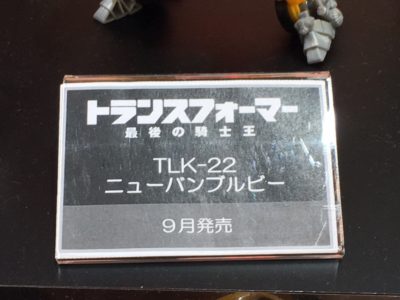 トランスフォーマー
最後の騎士王
TLK-22
ニューバンブルビー
9月発売